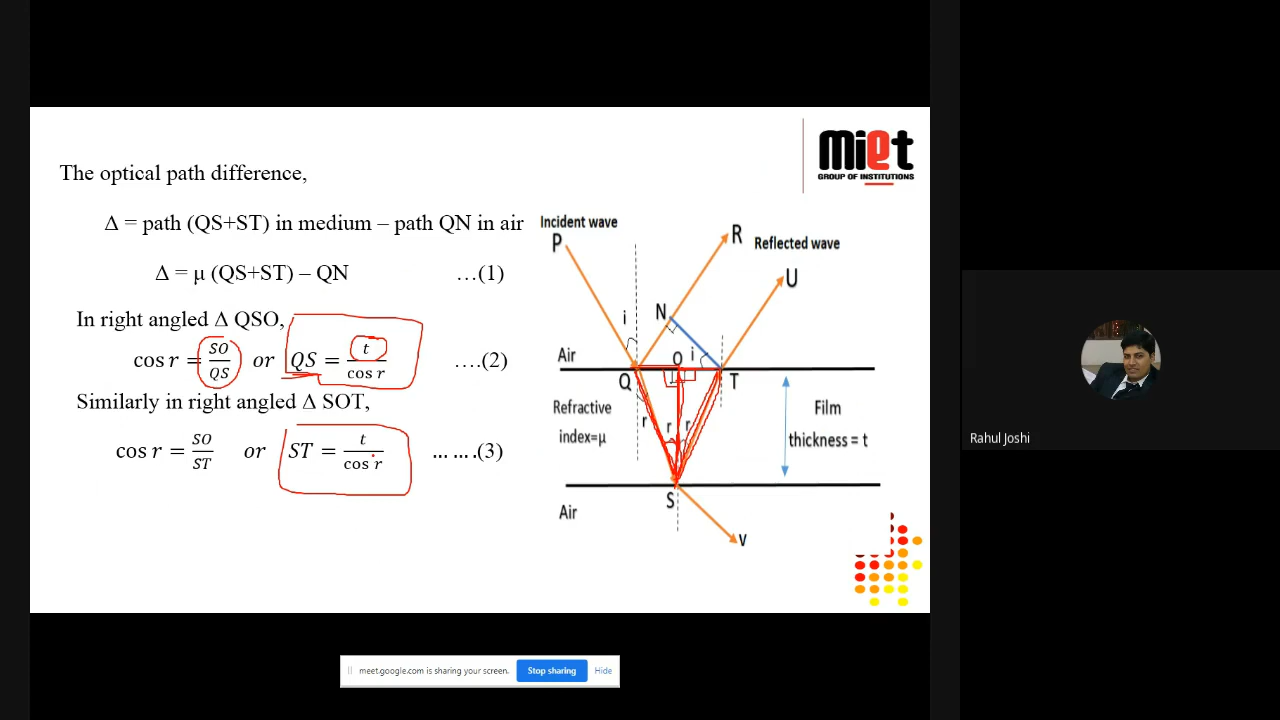 miet
GROUP OF INSTITUTIONS
The optical path difference,
Δ = path (QS+ST) in medium – path QN in air
Δ = μ (QS+ST) – QN …(1)
In right angled Δ QSO,
cos r = SO/QS or QS = t/cos r ….(2)
Similarly in right angled Δ SOT,
cos r = SO/ST or ST = t/cos r … … .(3)
Incident wave
P
R
Reflected wave
U
N
i
Air
O
i
Q
T
Refractive
index=μ
r
r
r
Film
thickness = t
S
Air
V
Rahul Joshi
meet.google.com is sharing your screen.
Stop sharing
Hide